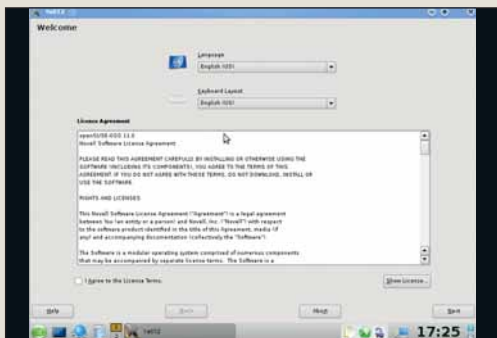 YaST2
Welcome
Language
English (US)
Keyboard Layout
English (US)
License Agreement
openSUSE-KDE 11.0
Novell Software License Agreement
PLEASE READ THIS AGREEMENT CAREFULLY. BY INSTALLING OR OTHERWISE USING THE
SOFTWARE (INCLUDING ITS COMPONENTS), YOU AGREE TO THE TERMS OF THIS
AGREEMENT. IF YOU DO NOT AGREE WITH THESE TERMS, DO NOT DOWNLOAD, INSTALL OR
USE THE SOFTWARE.
RIGHTS AND LICENSES
This Novell Software License Agreement ("Agreement") is a legal agreement
between You (an entity or a person) and Novell, Inc. ("Novell") with respect
to the software product identified in the title of this Agreement, media (if
any) and accompanying documentation (collectively the "Software").
The Software is a modular operating system comprised of numerous components
that may be accompanied by separate license terms. The Software is a
I Agree to the License Terms.
Show License...
Help
Back
Abort
Next
YaST2
17:25